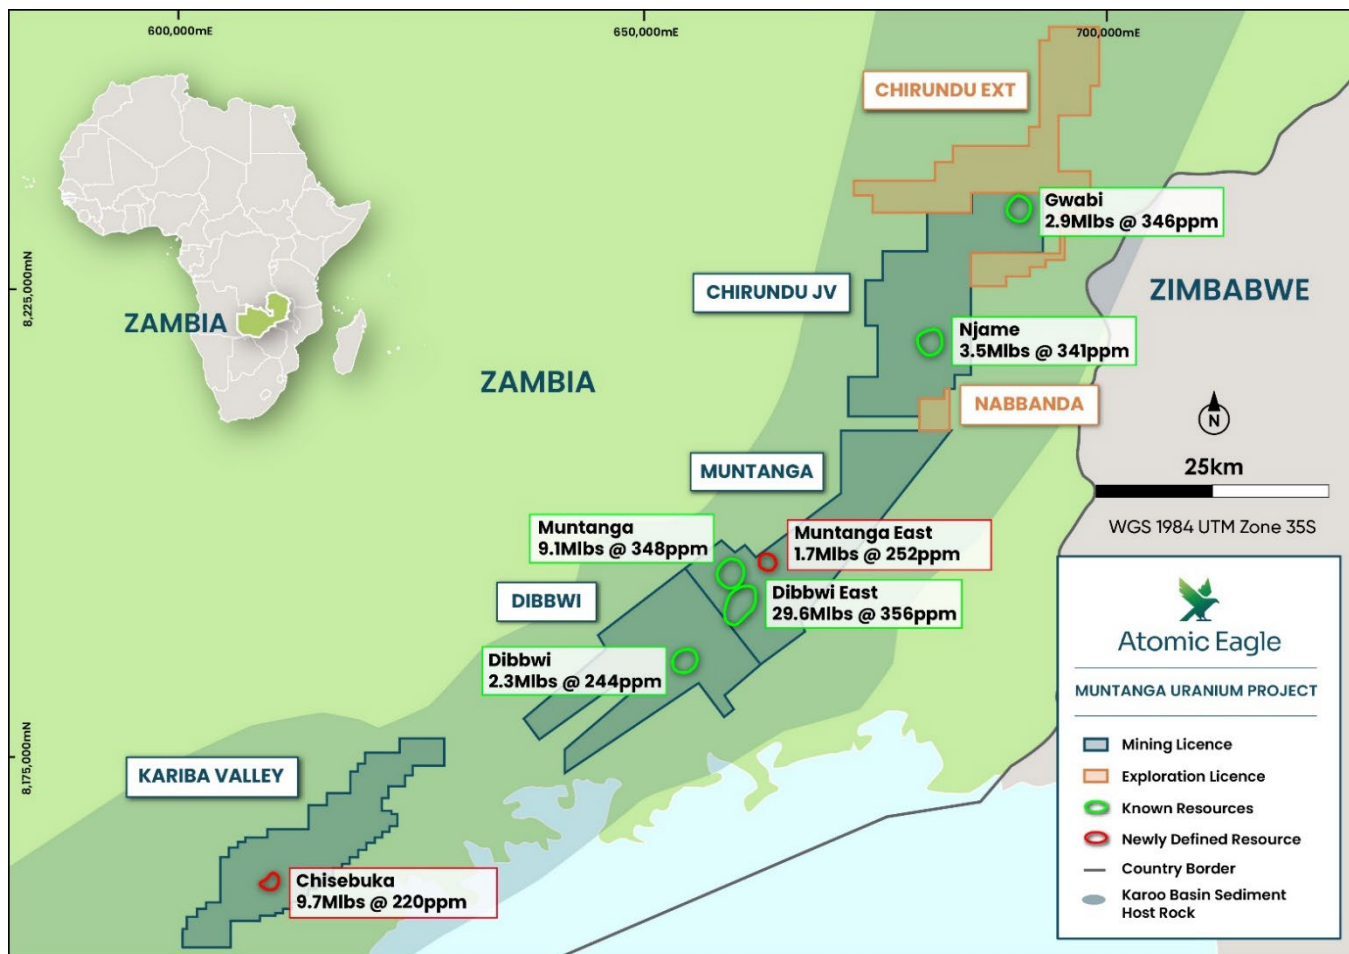 600,000mE
650,000mE
700,000mE
8,225,000mN
8,175,000mN
ZAMBIA
ZAMBIA
ZIMBABWE
CHIRUNDU EXT
Gwabi
2.9Mlbs @ 346ppm
CHIRUNDU JV
Njame
3.5Mlbs @ 341ppm
NABBANDA
MUNTANGA
Muntanga
9.1Mlbs @ 348ppm
Muntanga East
1.7Mlbs @ 252ppm
DIBBWI
Dibbwi East
29.6Mlbs @ 356ppm
Dibbwi
2.3Mlbs @ 244ppm
KARIBA VALLEY
Chisebuka
9.7Mlbs @ 220ppm
N
25km
WGS 1984 UTM Zone 35S
Atomic Eagle
MUNTANGA URANIUM PROJECT
Mining Licence
Exploration Licence
Known Resources
Newly Defined Resource
Country Border
Karoo Basin Sediment
Host Rock